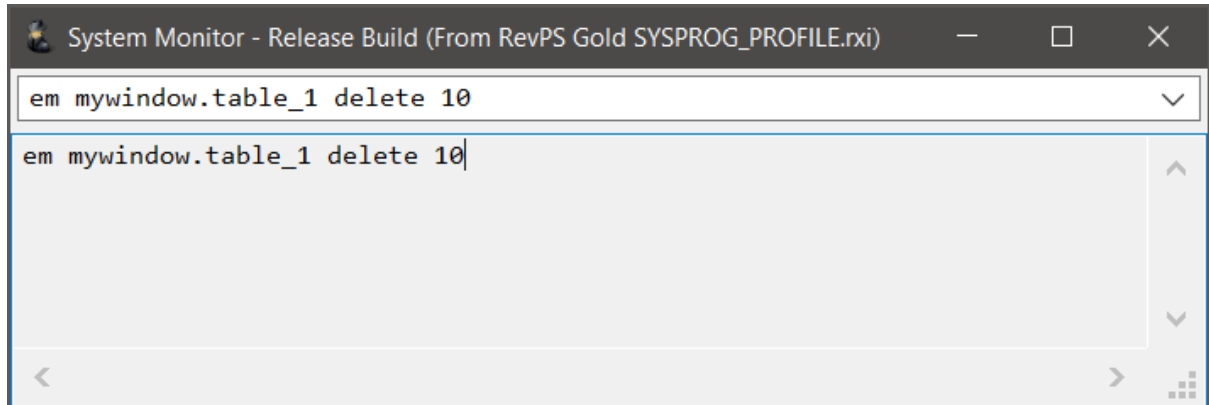 System Monitor - Release Build (From RevPS Gold SYSPROG_PROFILE.rxi)
em mywindow.table_1 delete 10
em mywindow.table_1 delete 10